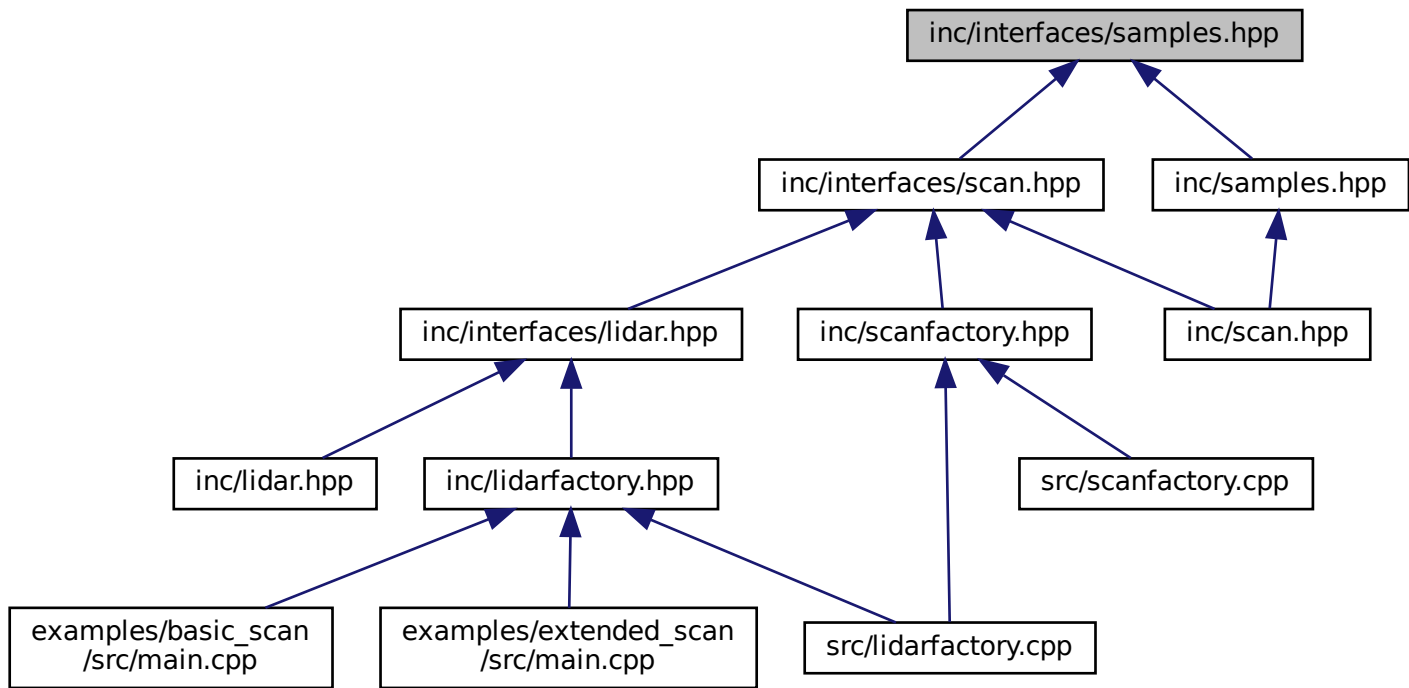 inc/interfaces/samples.hpp
inc/interfaces/scan.hpp
inc/samples.hpp
inc/interfaces/lidar.hpp
inc/scanfactory.hpp
inc/scan.hpp
inc/lidar.hpp
inc/lidarfactory.hpp
src/scanfactory.cpp
examples/basic_scan
/src/main.cpp
examples/extended_scan
/src/main.cpp
src/lidarfactory.cpp